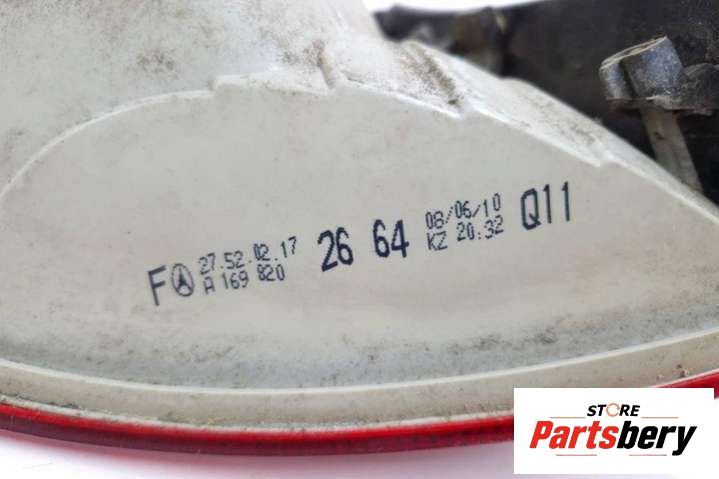 F 27.52.02.17 26 64 08/06/10 Q11
A 169 820 KZ 20:32
STORE
Partsbery